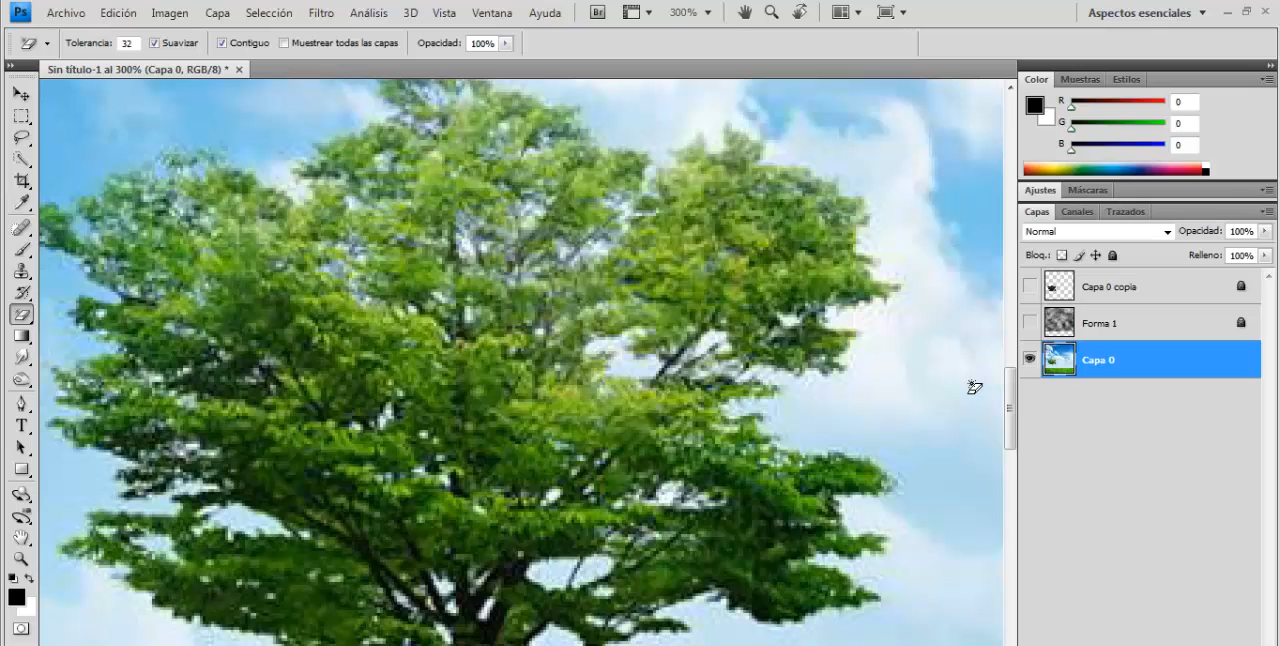 Ps Archivo Edición Imagen Capa Selección Filtro Análisis 3D Vista Ventana Ayuda Br 300% Aspectos esenciales
Tolerancia: 32 Suavizar Contiguo Muestrear todas las capas Opacidad: 100%
Sin título-1 al 300% (Capa 0, RGB/8) *
Color Muestras Estilos
R 0
G 0
B 0
Ajustes Máscaras
Capas Canales Trazados
Normal Opacidad: 100%
Bloq.: Relleno: 100%
Capa 0 copia
Forma 1
Capa 0
T